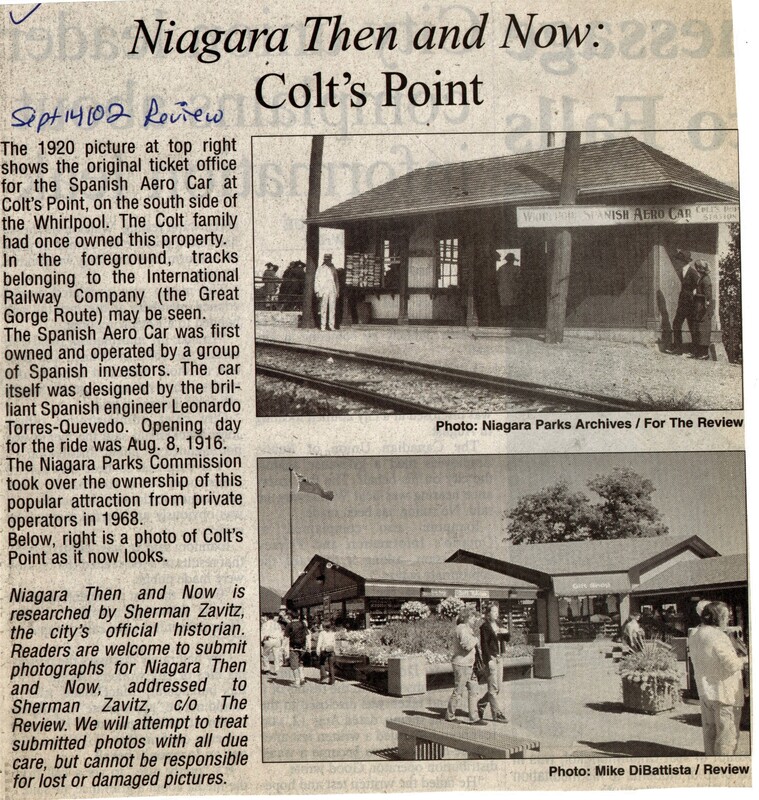 Niagara Then and Now:
Colt's Point
Sept 14/02 Review
The 1920 picture at top right
shows the original ticket office
for the Spanish Aero Car at
Colt's Point, on the south side of
the Whirlpool. The Colt family
had once owned this property.
In the foreground, tracks
belonging to the International
Railway Company (the Great
Gorge Route) may be seen.
The Spanish Aero Car was first
owned and operated by a group
of Spanish investors. The car
itself was designed by the bril-
liant Spanish engineer Leonardo
Torres-Quevedo. Opening day
for the ride was Aug. 8, 1916.
The Niagara Parks Commission
took over the ownership of this
popular attraction from private
operators in 1968.
Below, right is a photo of Colt's
Point as it now looks.
Niagara Then and Now is
researched by Sherman Zavitz,
the city's official historian.
Readers are welcome to submit
photographs for Niagara Then
and Now, addressed to
Sherman Zavitz, c/o The
Review. We will attempt to treat
submitted photos with all due
care, but cannot be responsible
for lost or damaged pictures.
SPANISH AERO CAR
STATION
Photo: Niagara Parks Archives / For The Review
Gift Shop
Photo: Mike DiBattista / Review